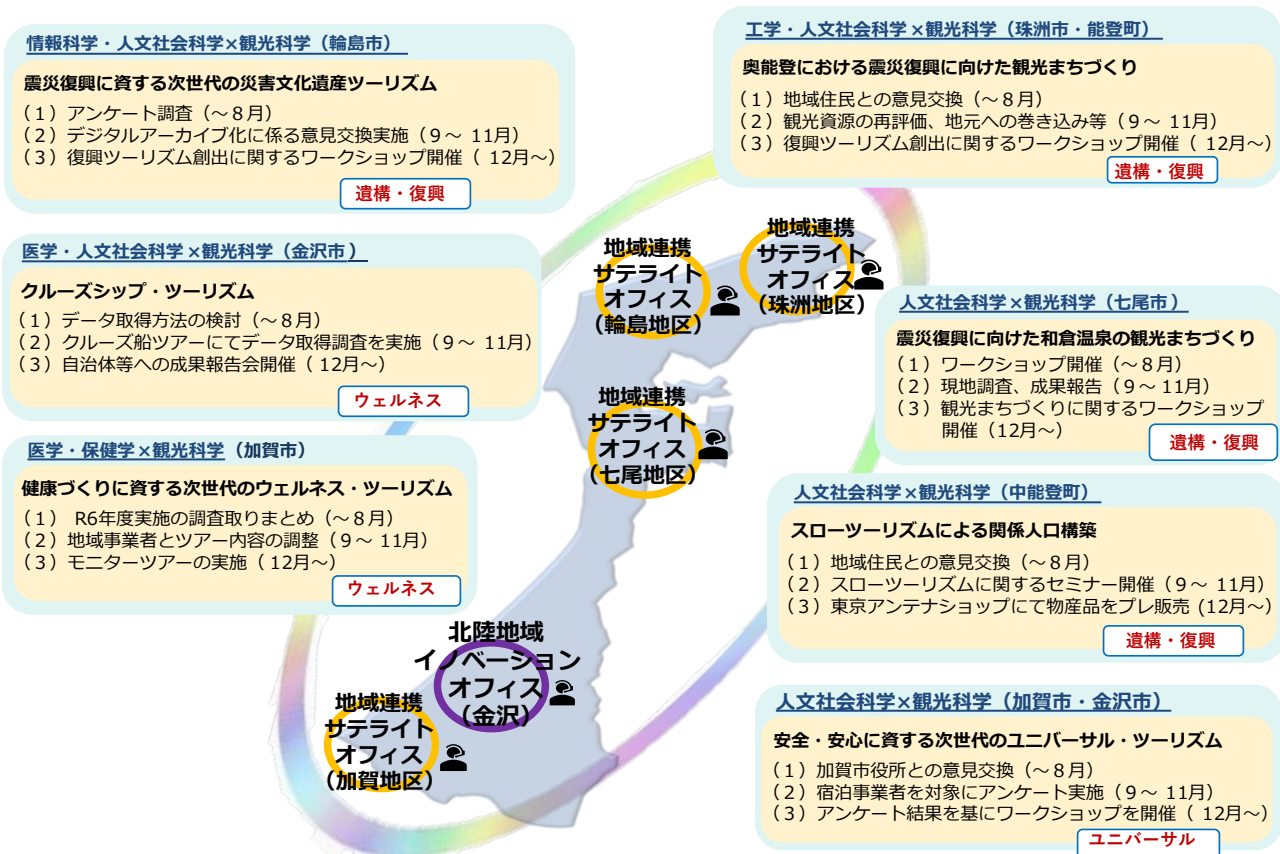 情報科学・人文社会科学×観光科学（輪島市）
震災復興に資する次世代の災害文化遺産ツーリズム
（１）アンケート調査（～８月）
（２）デジタルアーカイブ化に係る意見交換実施（９～ 11月）
（３）復興ツーリズム創出に関するワークショップ開催（ 12月～）
遺構・復興
工学・人文社会科学×観光科学（珠洲市・能登町）
奥能登における震災復興に向けた観光まちづくり
（１）地域住民との意見交換（～８月）
（２）観光資源の再評価、地元への巻き込み等（９～ 11月）
（３）復興ツーリズム創出に関するワークショップ開催（ 12月～）
遺構・復興
医学・人文社会科学×観光科学（金沢市）
クルーズシップ・ツーリズム
（１）データ取得方法の検討（～８月）
（２）クルーズ船ツアーにてデータ取得調査を実施（９～ 11月）
（３）自治体等への成果報告会開催（ 12月～）
ウェルネス
地域連携
サテライト
オフィス
（輪島地区）
地域連携
サテライト
オフィス
（珠洲地区）
人文社会科学×観光科学（七尾市）
震災復興に向けた和倉温泉の観光まちづくり
（１）ワークショップ開催（～８月）
（２）現地調査、成果報告（９～ 11月）
（３）観光まちづくりに関するワークショップ
開催（12月～）
遺構・復興
地域連携
サテライト
オフィス
（七尾地区）
医学・保健学×観光科学（加賀市）
健康づくりに資する次世代のウェルネス・ツーリズム
（１） R6年度実施の調査取りまとめ（～８月）
（２）地域事業者とツアー内容の調整（９～ 11月）
（３）モニターツアーの実施（ 12月～）
ウェルネス
人文社会科学×観光科学（中能登町）
スローツーリズムによる関係人口構築
（１）地域住民との意見交換（～８月）
（２）スローツーリズムに関するセミナー開催（９～ 11月）
（３）東京アンテナショップにて物産品をプレ販売 (12月～）
遺構・復興
北陸地域
イノベーション
オフィス
（金沢）
地域連携
サテライト
オフィス
（加賀地区）
人文社会科学×観光科学（加賀市・金沢市）
安全・安心に資する次世代のユニバーサル・ツーリズム
（１）加賀市役所との意見交換（～８月）
（２）宿泊事業者を対象にアンケート実施（９～ 11月）
（３）アンケート結果を基にワークショップを開催（ 12月～）
ユニバーサル